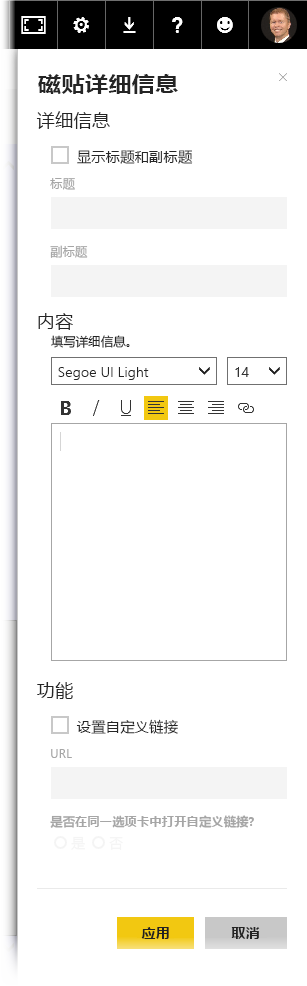 磁贴详细信息
详细信息
显示标题和副标题
标题
副标题
内容
填写详细信息。
Segoe UI Light 14
B / U
功能
设置自定义链接
URL
是否在同一选项卡中打开自定义链接?
是 否
应用 取消